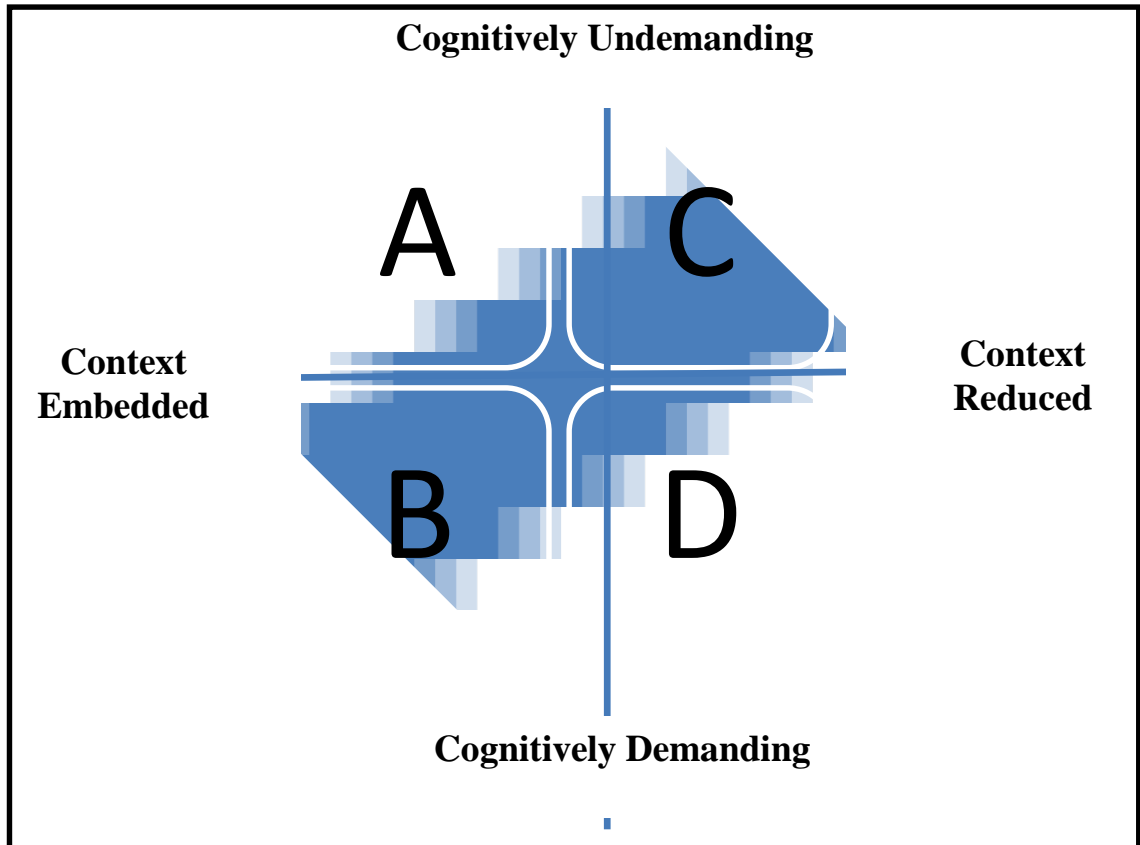 Cognitively Undemanding
A
C
Context
Embedded
Context
Reduced
B
D
Cognitively Demanding